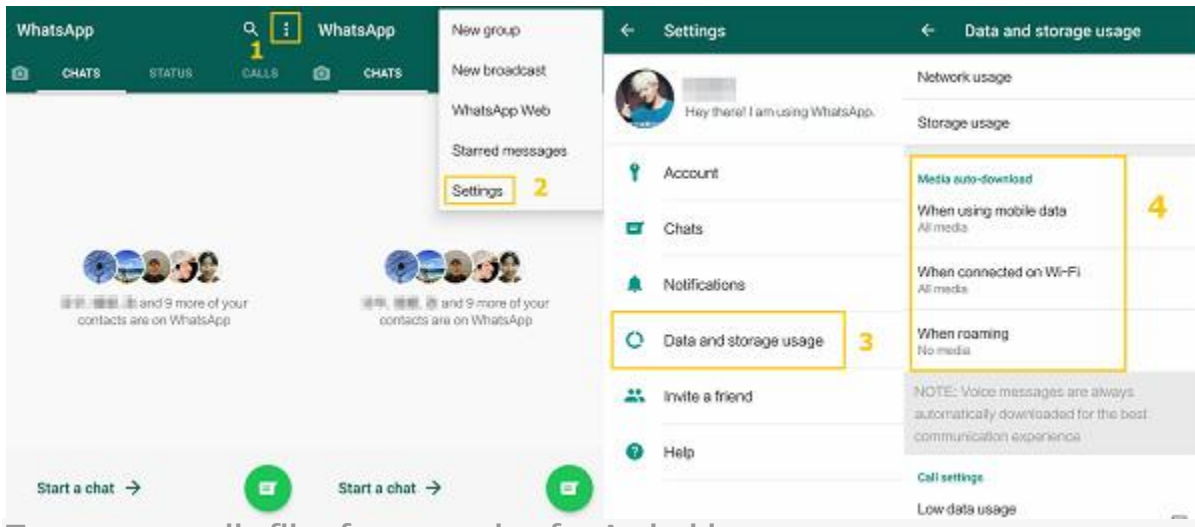 WhatsApp
1
CHATS STATUS CALLS
and 9 more of your
contacts are on WhatsApp
Start a chat →
WhatsApp
CHATS
New group
New broadcast
WhatsApp Web
Starred messages
Settings 2
and 9 more of your
contacts are on WhatsApp
Start a chat →
← Settings
Hey there! I am using WhatsApp.
Account
Chats
Notifications
Data and storage usage 3
Invite a friend
Help
← Data and storage usage
Network usage
Storage usage
Media auto-download
When using mobile data 4
All media
When connected on Wi-Fi
All media
When roaming
No media
NOTE: Voice messages are always
automatically downloaded for the best
communication experience
Call settings
Low data usage